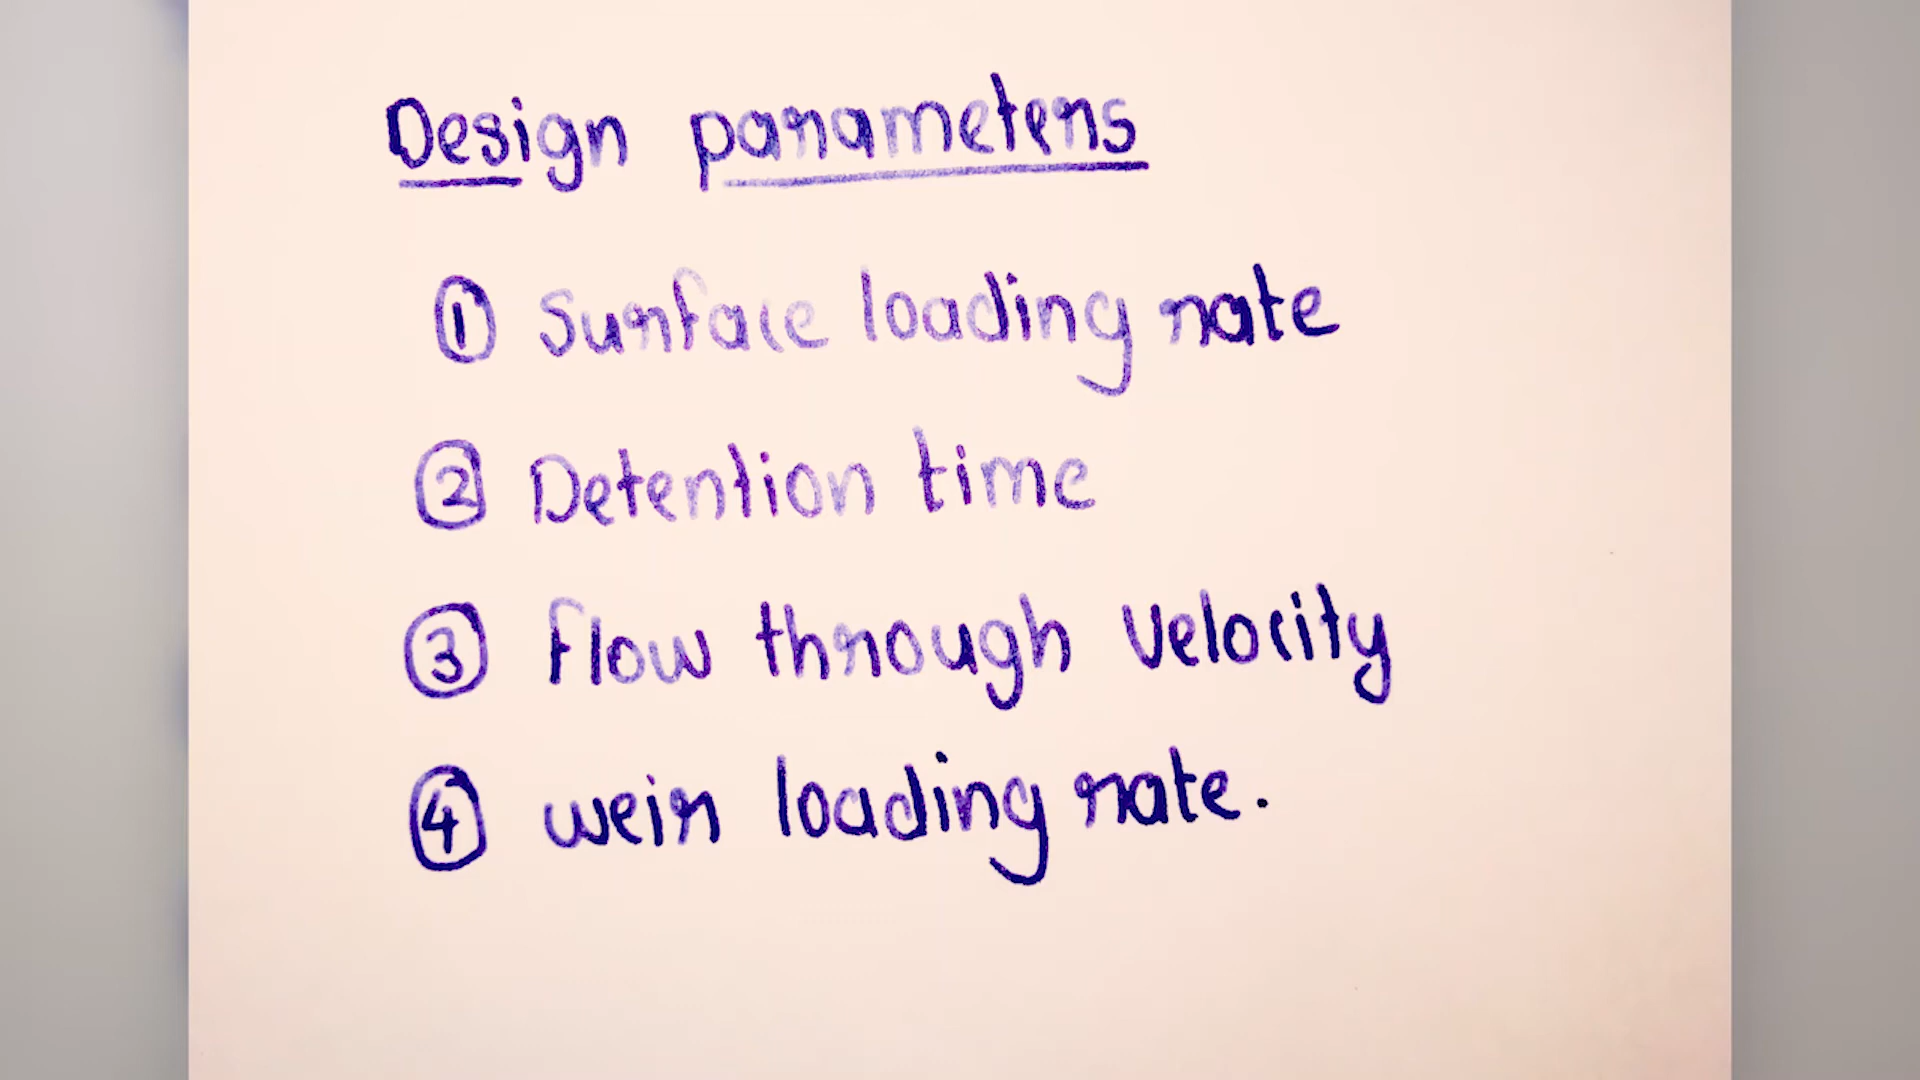 Design parameters
① Surface loading rate
② Detention time
③ flow through velocity
④ weir loading rate.